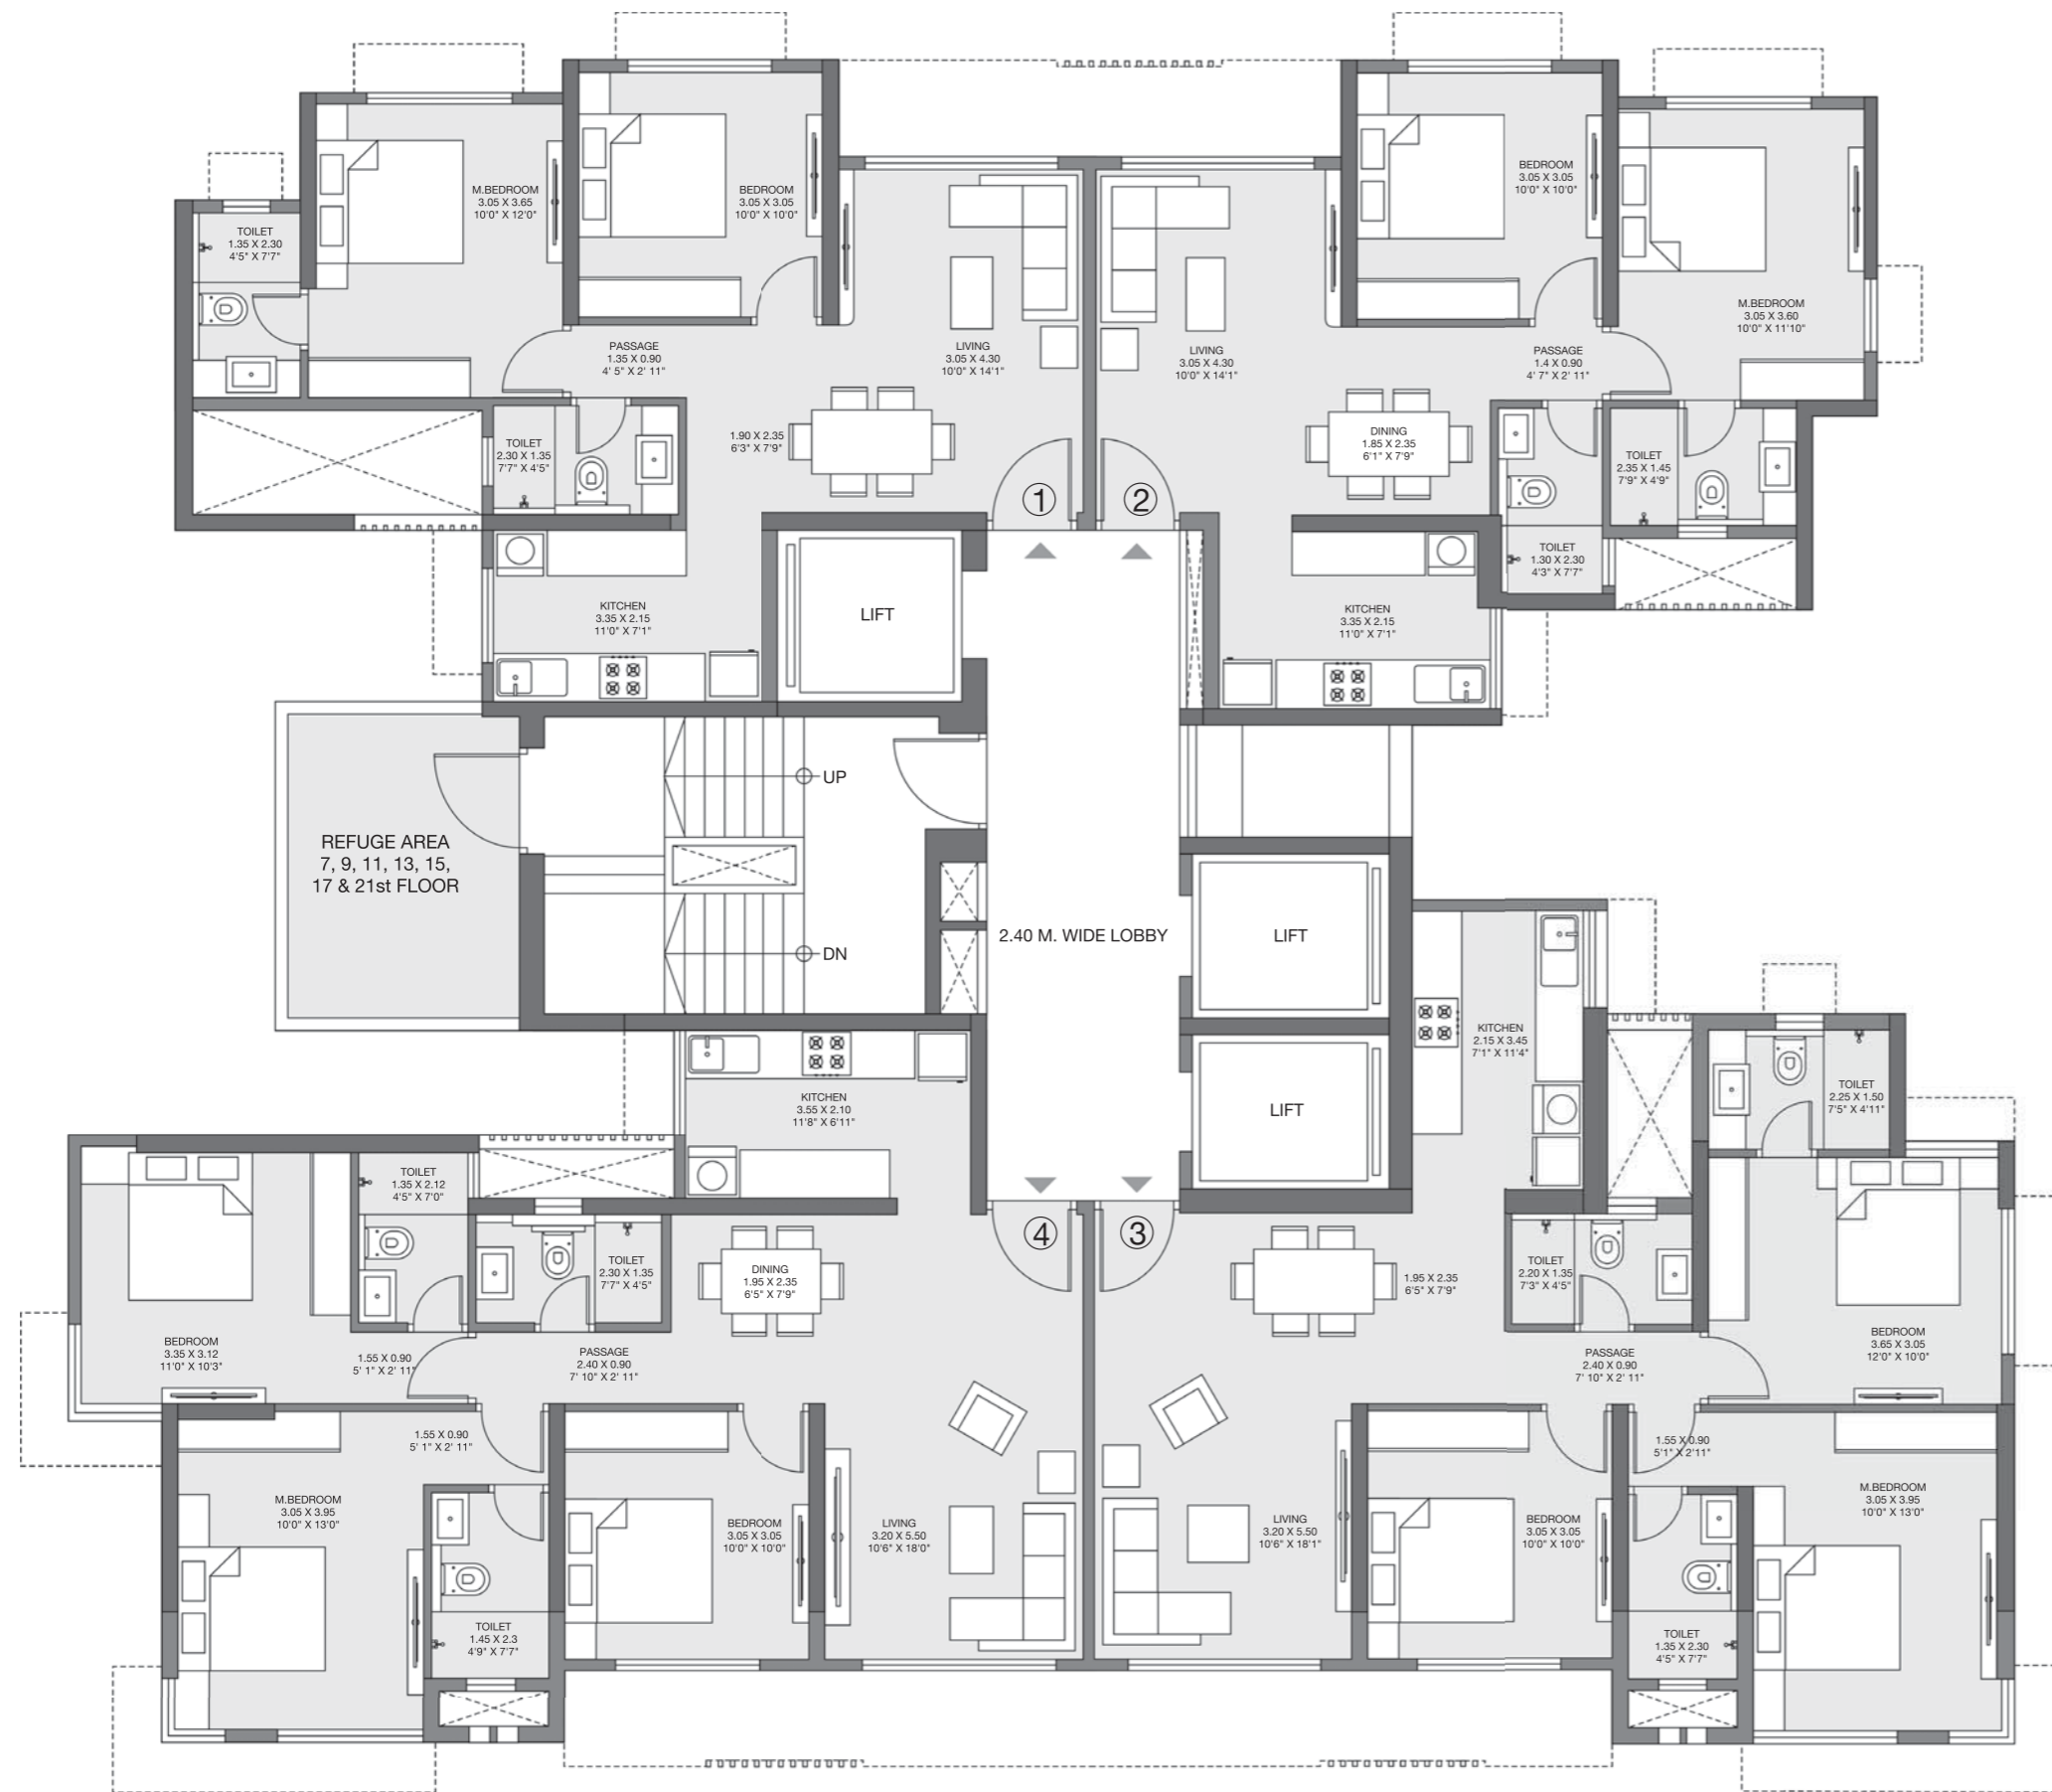 M.BEDROOM
3.05 X 3.65
10'0" X 12'0"
BEDROOM
3.05 X 3.05
10'0" X 10'0"
BEDROOM
3.05 X 3.05
10'0" X 10'0"
TOILET
1.35 X 2.30
4'5" X 7'7"
M.BEDROOM
3.05 X 3.60
10'0" X 11'10"
PASSAGE
1.35 X 0.90
4' 5" X 2' 11"
LIVING
3.05 X 4.30
10'0" X 14'1"
LIVING
3.05 X 4.30
10'0" X 14'1"
PASSAGE
1.4 X 0.90
4' 7" X 2' 11"
TOILET
2.30 X 1.35
7'7" X 4'5"
1.90 X 2.35
6'3" X 7'9"
DINING
1.85 X 2.35
6'1" X 7'9"
TOILET
2.35 X 1.45
7'9" X 4'9"
1
2
TOILET
1.30 X 2.30
4'3" X 7'7"
KITCHEN
3.35 X 2.15
11'0" X 7'1"
LIFT
KITCHEN
3.35 X 2.15
11'0" X 7'1"
UP
REFUGE AREA
7, 9, 11, 13, 15,
17 & 21st FLOOR
2.40 M. WIDE LOBBY
LIFT
DN
KITCHEN
2.15 X 3.45
7'1" X 11'4"
KITCHEN
3.55 X 2.10
11'8" X 6'11"
LIFT
TOILET
2.25 X 1.50
7'5" X 4'11"
TOILET
1.35 X 2.12
4'5" X 7'0"
4
3
TOILET
2.30 X 1.35
7'7" X 4'5"
DINING
1.95 X 2.35
6'5" X 7'9"
1.95 X 2.35
6'5" X 7'9"
TOILET
2.20 X 1.35
7'3" X 4'5"
BEDROOM
3.35 X 3.12
11'0" X 10'3"
1.55 X 0.90
5' 1" X 2' 11"
PASSAGE
2.40 X 0.90
7' 10" X 2' 11"
PASSAGE
2.40 X 0.90
7' 10" X 2' 11"
BEDROOM
3.65 X 3.05
12'0" X 10'0"
1.55 X 0.90
5' 1" X 2' 11"
1.55 X 0.90
5'1" X 2'11"
M.BEDROOM
3.05 X 3.95
10'0" X 13'0"
BEDROOM
3.05 X 3.05
10'0" X 10'0"
LIVING
3.20 X 5.50
10'6" X 18'0"
LIVING
3.20 X 5.50
10'6" X 18'1"
BEDROOM
3.05 X 3.05
10'0" X 10'0"
M.BEDROOM
3.05 X 3.95
10'0" X 13'0"
TOILET
1.45 X 2.3
4'9" X 7'7"
TOILET
1.35 X 2.30
4'5" X 7'7"